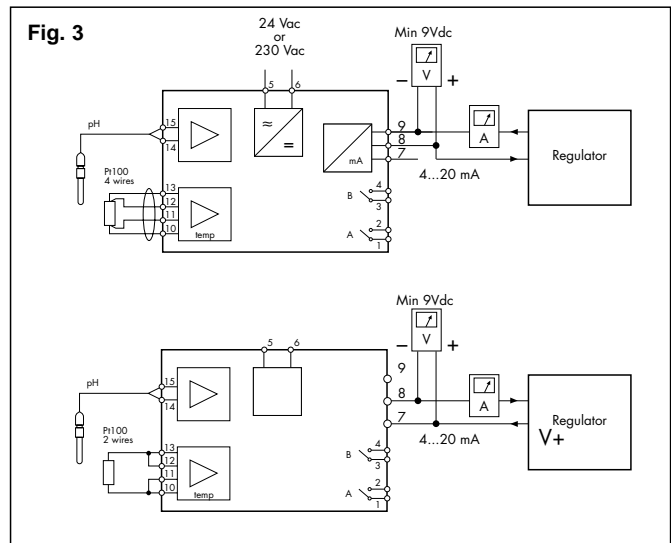 Fig. 3
24 Vac
or
230 Vac
Min 9Vdc
− V +
5 6
pH
15
14
≈
=
mA
9
8
7
A
Regulator
4...20 mA
Pt100
4 wires
13
12
11
10
temp
B 4
3
A 2
1
Min 9Vdc
− V +
5 6
pH
15
14
9
8
7
A
Regulator
V+
4...20 mA
Pt100
2 wires
13
12
11
10
temp
B 4
3
A 2
1